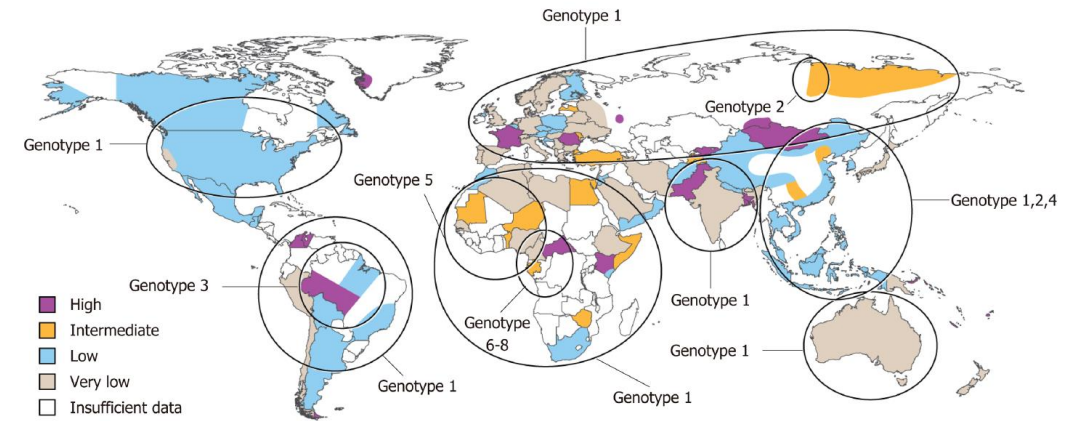 Genotype 1
Genotype 2
Genotype 1
Genotype 5
Genotype 1,2,4
Genotype 3
Genotype 1
Genotype
6-8
Genotype 1
Genotype 1
Genotype 1
High
Intermediate
Low
Very low
Insufficient data